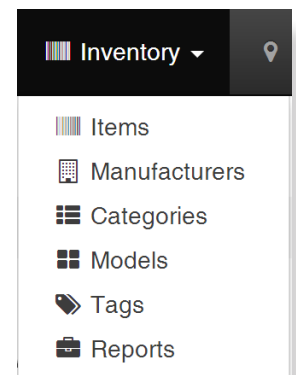 Inventory
Items
Manufacturers
Categories
Models
Tags
Reports